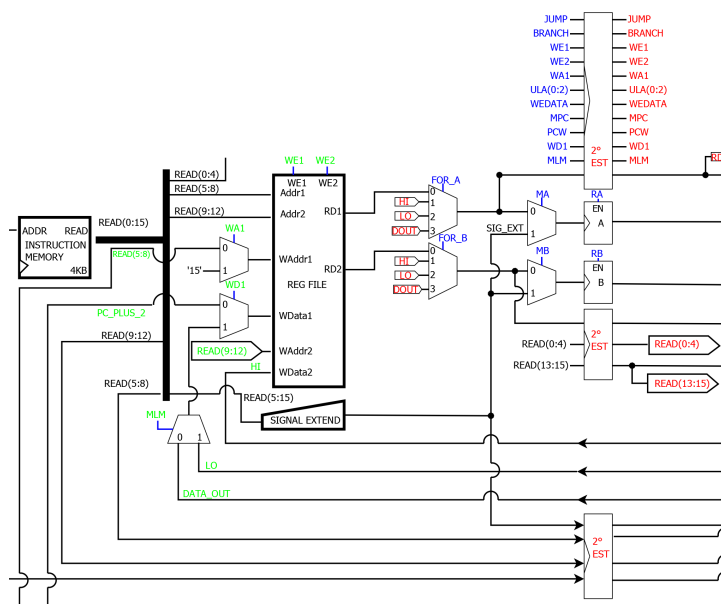 JUMP JUMP
BRANCH BRANCH
WE1 WE1
WE2 WE2
WA1 WA1
ULA(0:2) ULA(0:2)
WEDATA WEDATA
MPC MPC
PCW PCW
WD1 WD1
MLM MLM
2°
EST
READ(0:4)
READ(5:8)
READ(9:12)
WE1 WE2
WE1 WE2
Addr1
Addr2
RD1
RD2
WAddr1
REG FILE
WData1
WAddr2
WData2
FOR_A
0
1
2
3
HI
LO
DOUT
FOR_B
0
1
2
3
HI
LO
DOUT
MA
0
1
SIG_EXT
RA
EN
A
MB
0
1
RB
EN
B
ADDR READ
INSTRUCTION
MEMORY
4KB
READ(0:15)
READ(5:8)
WA1
0
1
'15'
WD1
0
1
PC_PLUS_2
READ(9:12)
READ(9:12)
HI
READ(5:8)
READ(5:15)
SIGNAL EXTEND
READ(0:4)
READ(13:15)
2°
EST
READ(0:4)
READ(13:15)
MLM
0 1
LO
DATA_OUT
2°
EST